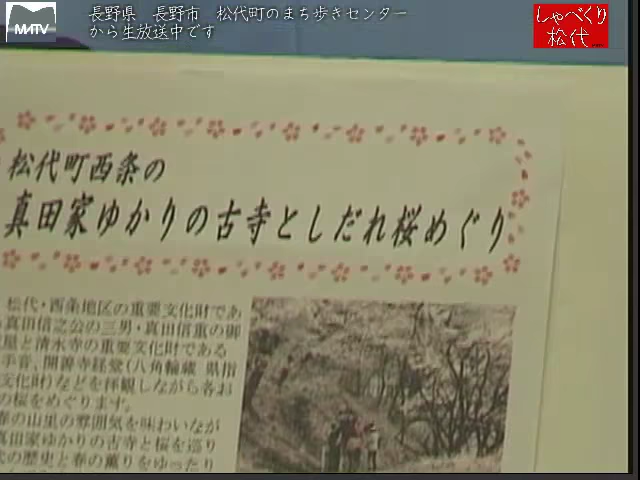 MATV
長野県　長野市　松代町のまち歩きセンター
から生放送中です
しゃべくり
松代
松代町西条の
真田家ゆかりの古寺としだれ桜めぐり
松代・西条地区の重要文化財であ
真田信之公の三男・真田信重の御
屋と清水寺の重要文化財である
手音、開善寺経堂(八角輪蔵 県指
文化財)などを拝観しながら各お
の桜をめぐります。
春の山里の雰囲気を味わいなが
真田家ゆかりの古寺と桜を巡り
代の歴史と春の薫りをゆったり